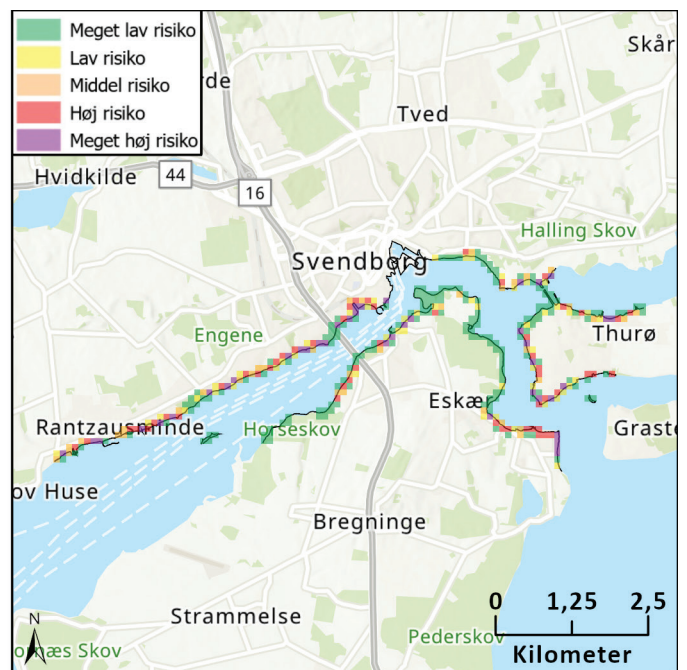 Meget lav risiko
Lav risiko
Middel risiko
Høj risiko
Meget høj risiko
Skår
rde
Tved
Hvidkilde
44
16
Halling Skov
Svendborg
Engene
Thurø
Eskær
Rantzausminde
Horseskov
Graste
ov Huse
Bregninge
0 1,25 2,5
Kilometer
Strammelse
Pederskov
N
ornæs Skov